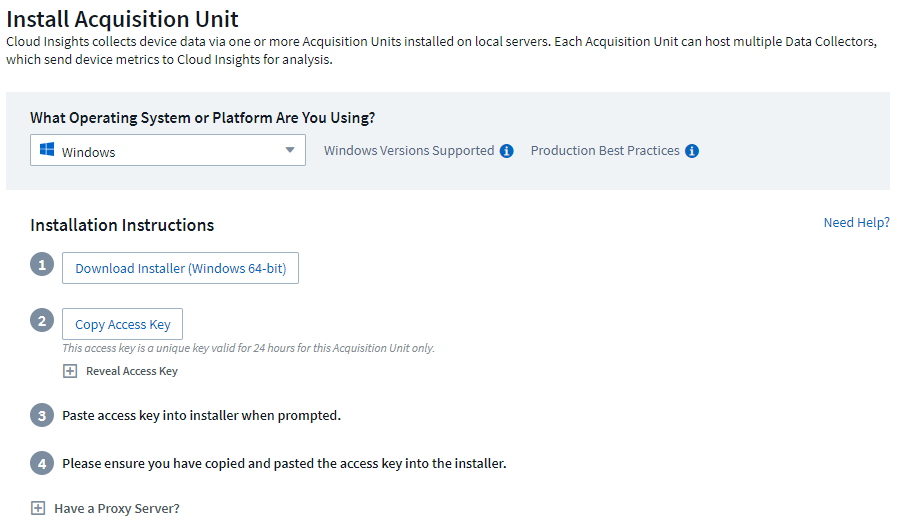 Install Acquisition Unit
Cloud Insights collects device data via one or more Acquisition Units installed on local servers. Each Acquisition Unit can host multiple Data Collectors,
which send device metrics to Cloud Insights for analysis.
What Operating System or Platform Are You Using?
Windows
Windows Versions Supported
Production Best Practices
Installation Instructions
Need Help?
1 Download Installer (Windows 64-bit)
2 Copy Access Key
This access key is a unique key valid for 24 hours for this Acquisition Unit only.
Reveal Access Key
3 Paste access key into installer when prompted.
4 Please ensure you have copied and pasted the access key into the installer.
Have a Proxy Server?